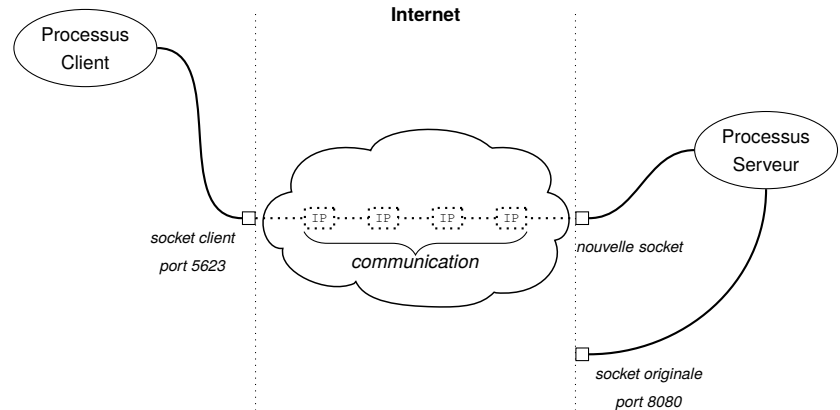 Internet
Processus
Client
Processus
Serveur
IP IP IP IP
socket client
port 5623
communication
nouvelle socket
socket originale
port 8080